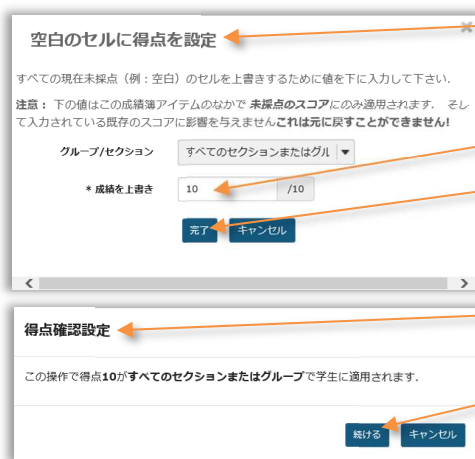 空白のセルに得点を設定
すべての現在未採点（例：空白）のセルを上書きするために値を下に入力して下さい.
注意： 下の値はこの成績簿アイテムのなかで 未採点のスコアにのみ適用されます. そし
て入力されている既存のスコアに影響を与えませんこれは元に戻すことができません!
グループ/セクション すべてのセクションまたはグル
* 成績を上書き 10 /10
完了 キャンセル
得点確認設定
この操作で得点10がすべてのセクションまたはグループで学生に適用されます.
続ける キャンセル